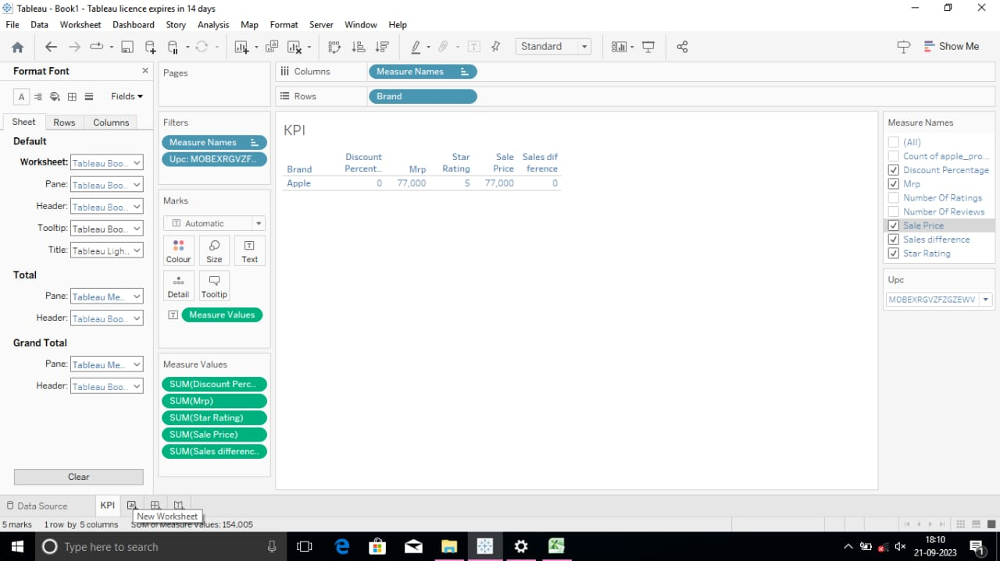 Tableau - Book1 - Tableau licence expires in 14 days
File Data Worksheet Dashboard Story Analysis Map Format Server Window Help
Standard
Show Me
Format Font
Fields
Sheet Rows Columns
Default
Worksheet: Tableau Boo..
Pane: Tableau Boo..
Header: Tableau Boo..
Tooltip: Tableau Boo..
Title: Tableau Ligh..
Total
Pane: Tableau Me..
Header: Tableau Boo..
Grand Total
Pane: Tableau Me..
Header: Tableau Boo..
Clear
Pages
Filters
Measure Names
Upc: MOBEXRGVZF..
Marks
Automatic
Colour Size Text
Detail Tooltip
Measure Values
Measure Values
SUM(Discount Perc..
SUM(Mrp)
SUM(Star Rating)
SUM(Sale Price)
SUM(Sales differenc..
Columns Measure Names
Rows Brand
KPI
Discount Star Sale Sales dif
Brand Percent.. Mrp Rating Price ference
Apple 0 77,000 5 77,000 0
Measure Names
(All)
Count of apple_pro...
Discount Percentage
Mrp
Number Of Ratings
Number Of Reviews
Sale Price
Sales difference
Star Rating
Upc
MOBEXRGVZFZGZEWV
Data Source KPI
New Worksheet
5 marks 1 row by 5 columns SUM of Measure Values: 154,005
Type here to search
18:10
21-09-2023
1